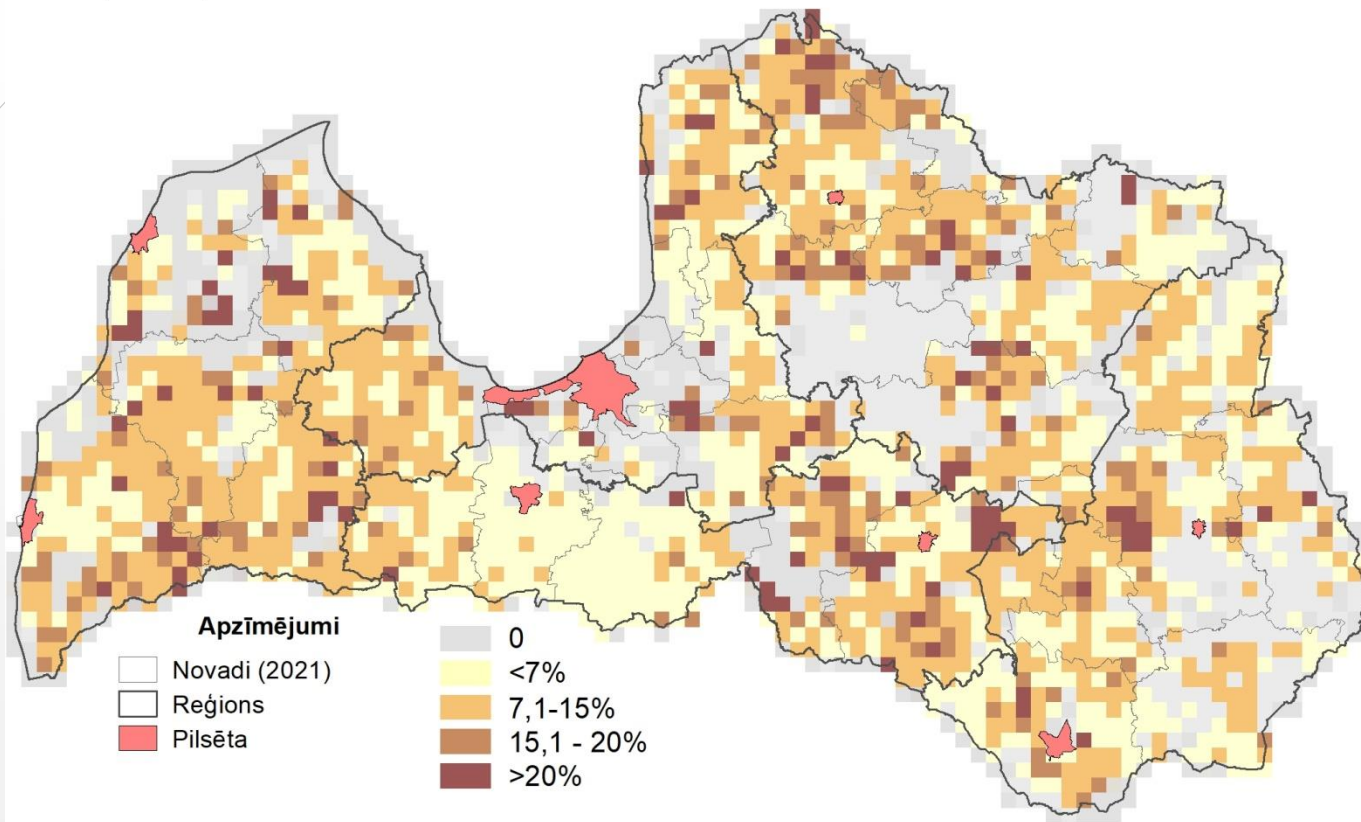 Apzīmējumi
Novadi (2021)
Reģions
Pilsēta
0
<7%
7,1-15%
15,1 - 20%
>20%